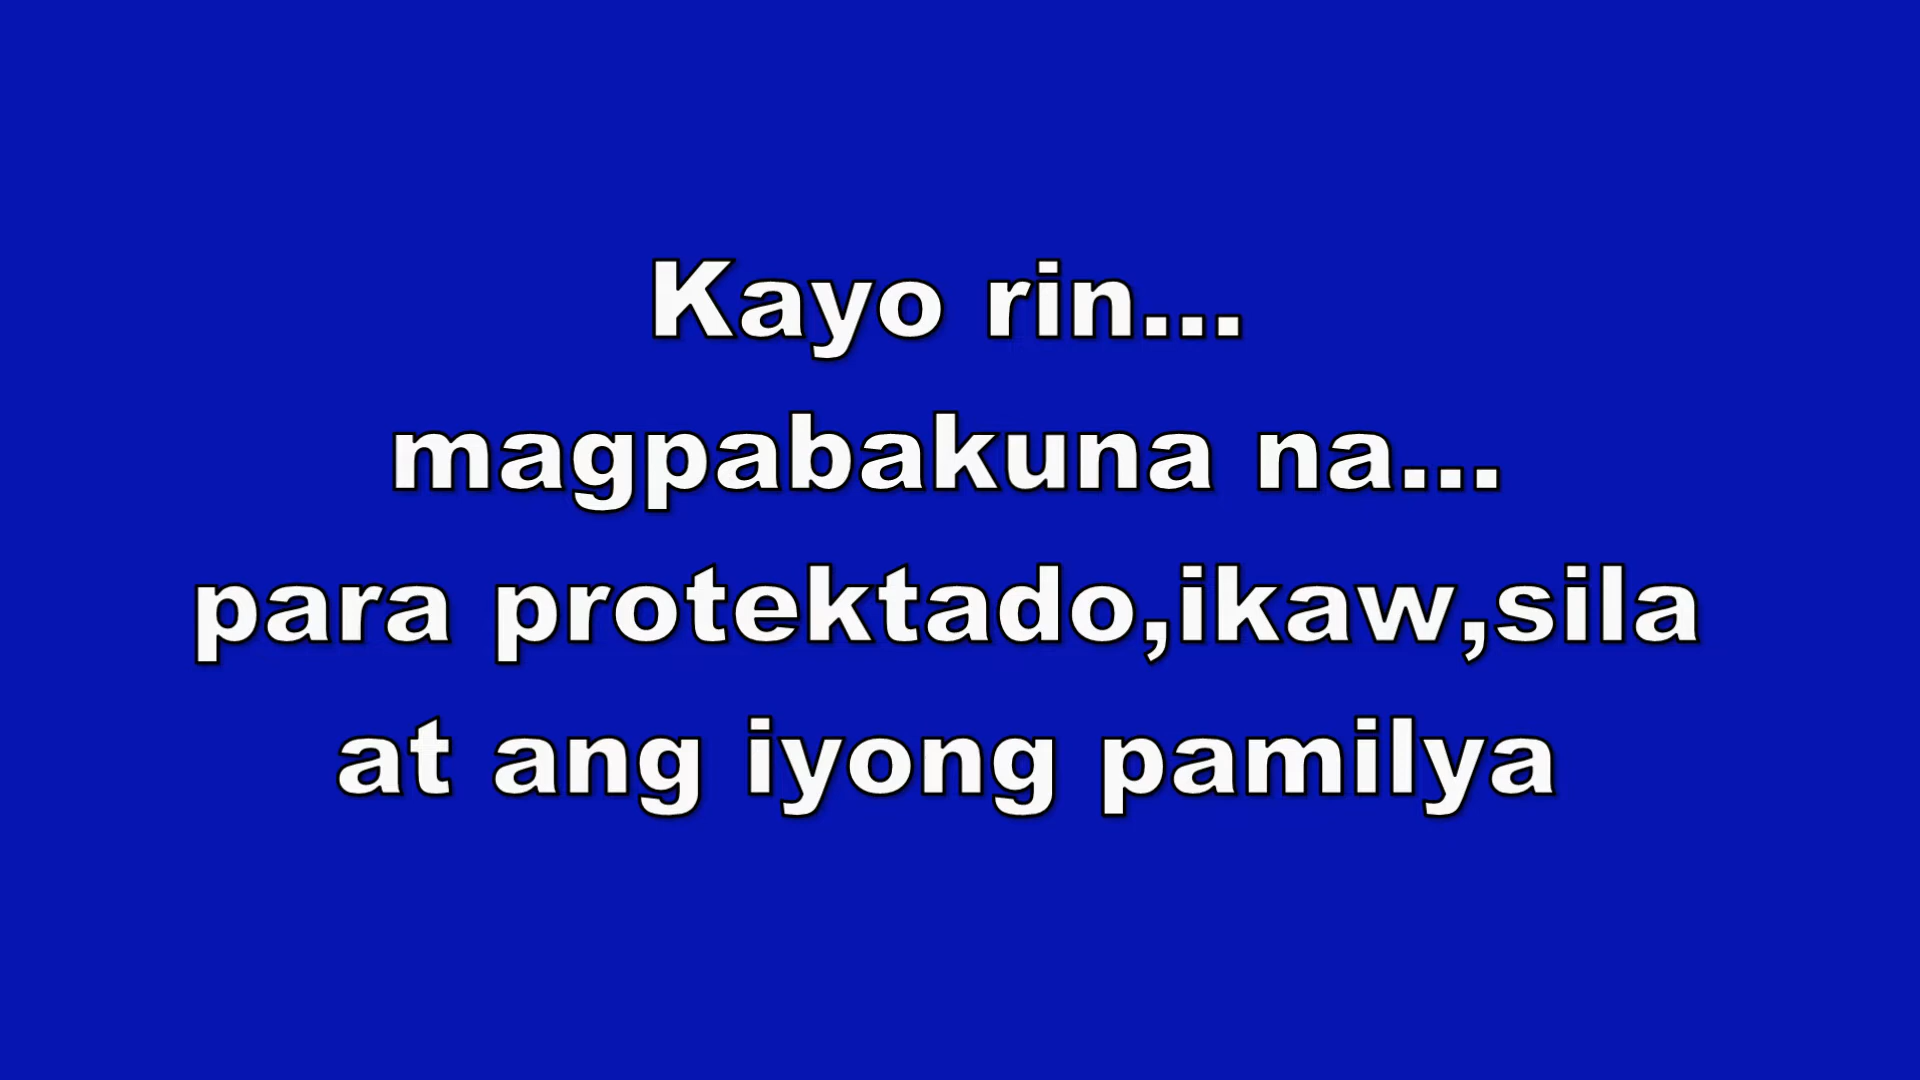 Kayo rin...
magpabakuna na...
para protektado,ikaw,sila
at ang iyong pamilya